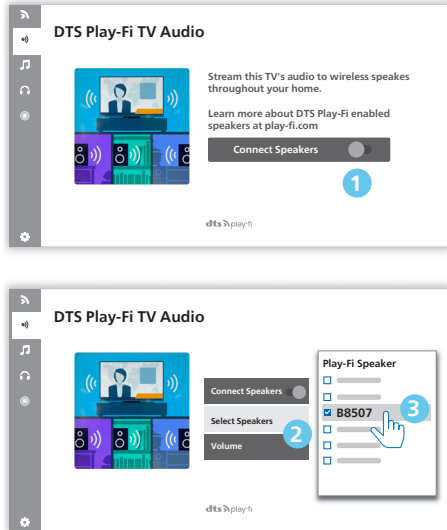 DTS Play-Fi TV Audio
Stream this TV's audio to wireless speakes
throughout your home.
Learn more about DTS Play-Fi enabled
speakers at play-fi.com
Connect Speakers
1
dts play-fi
DTS Play-Fi TV Audio
Play-Fi Speaker
Connect Speakers
B8507
3
Select Speakers
2
Volume
dts play-fi